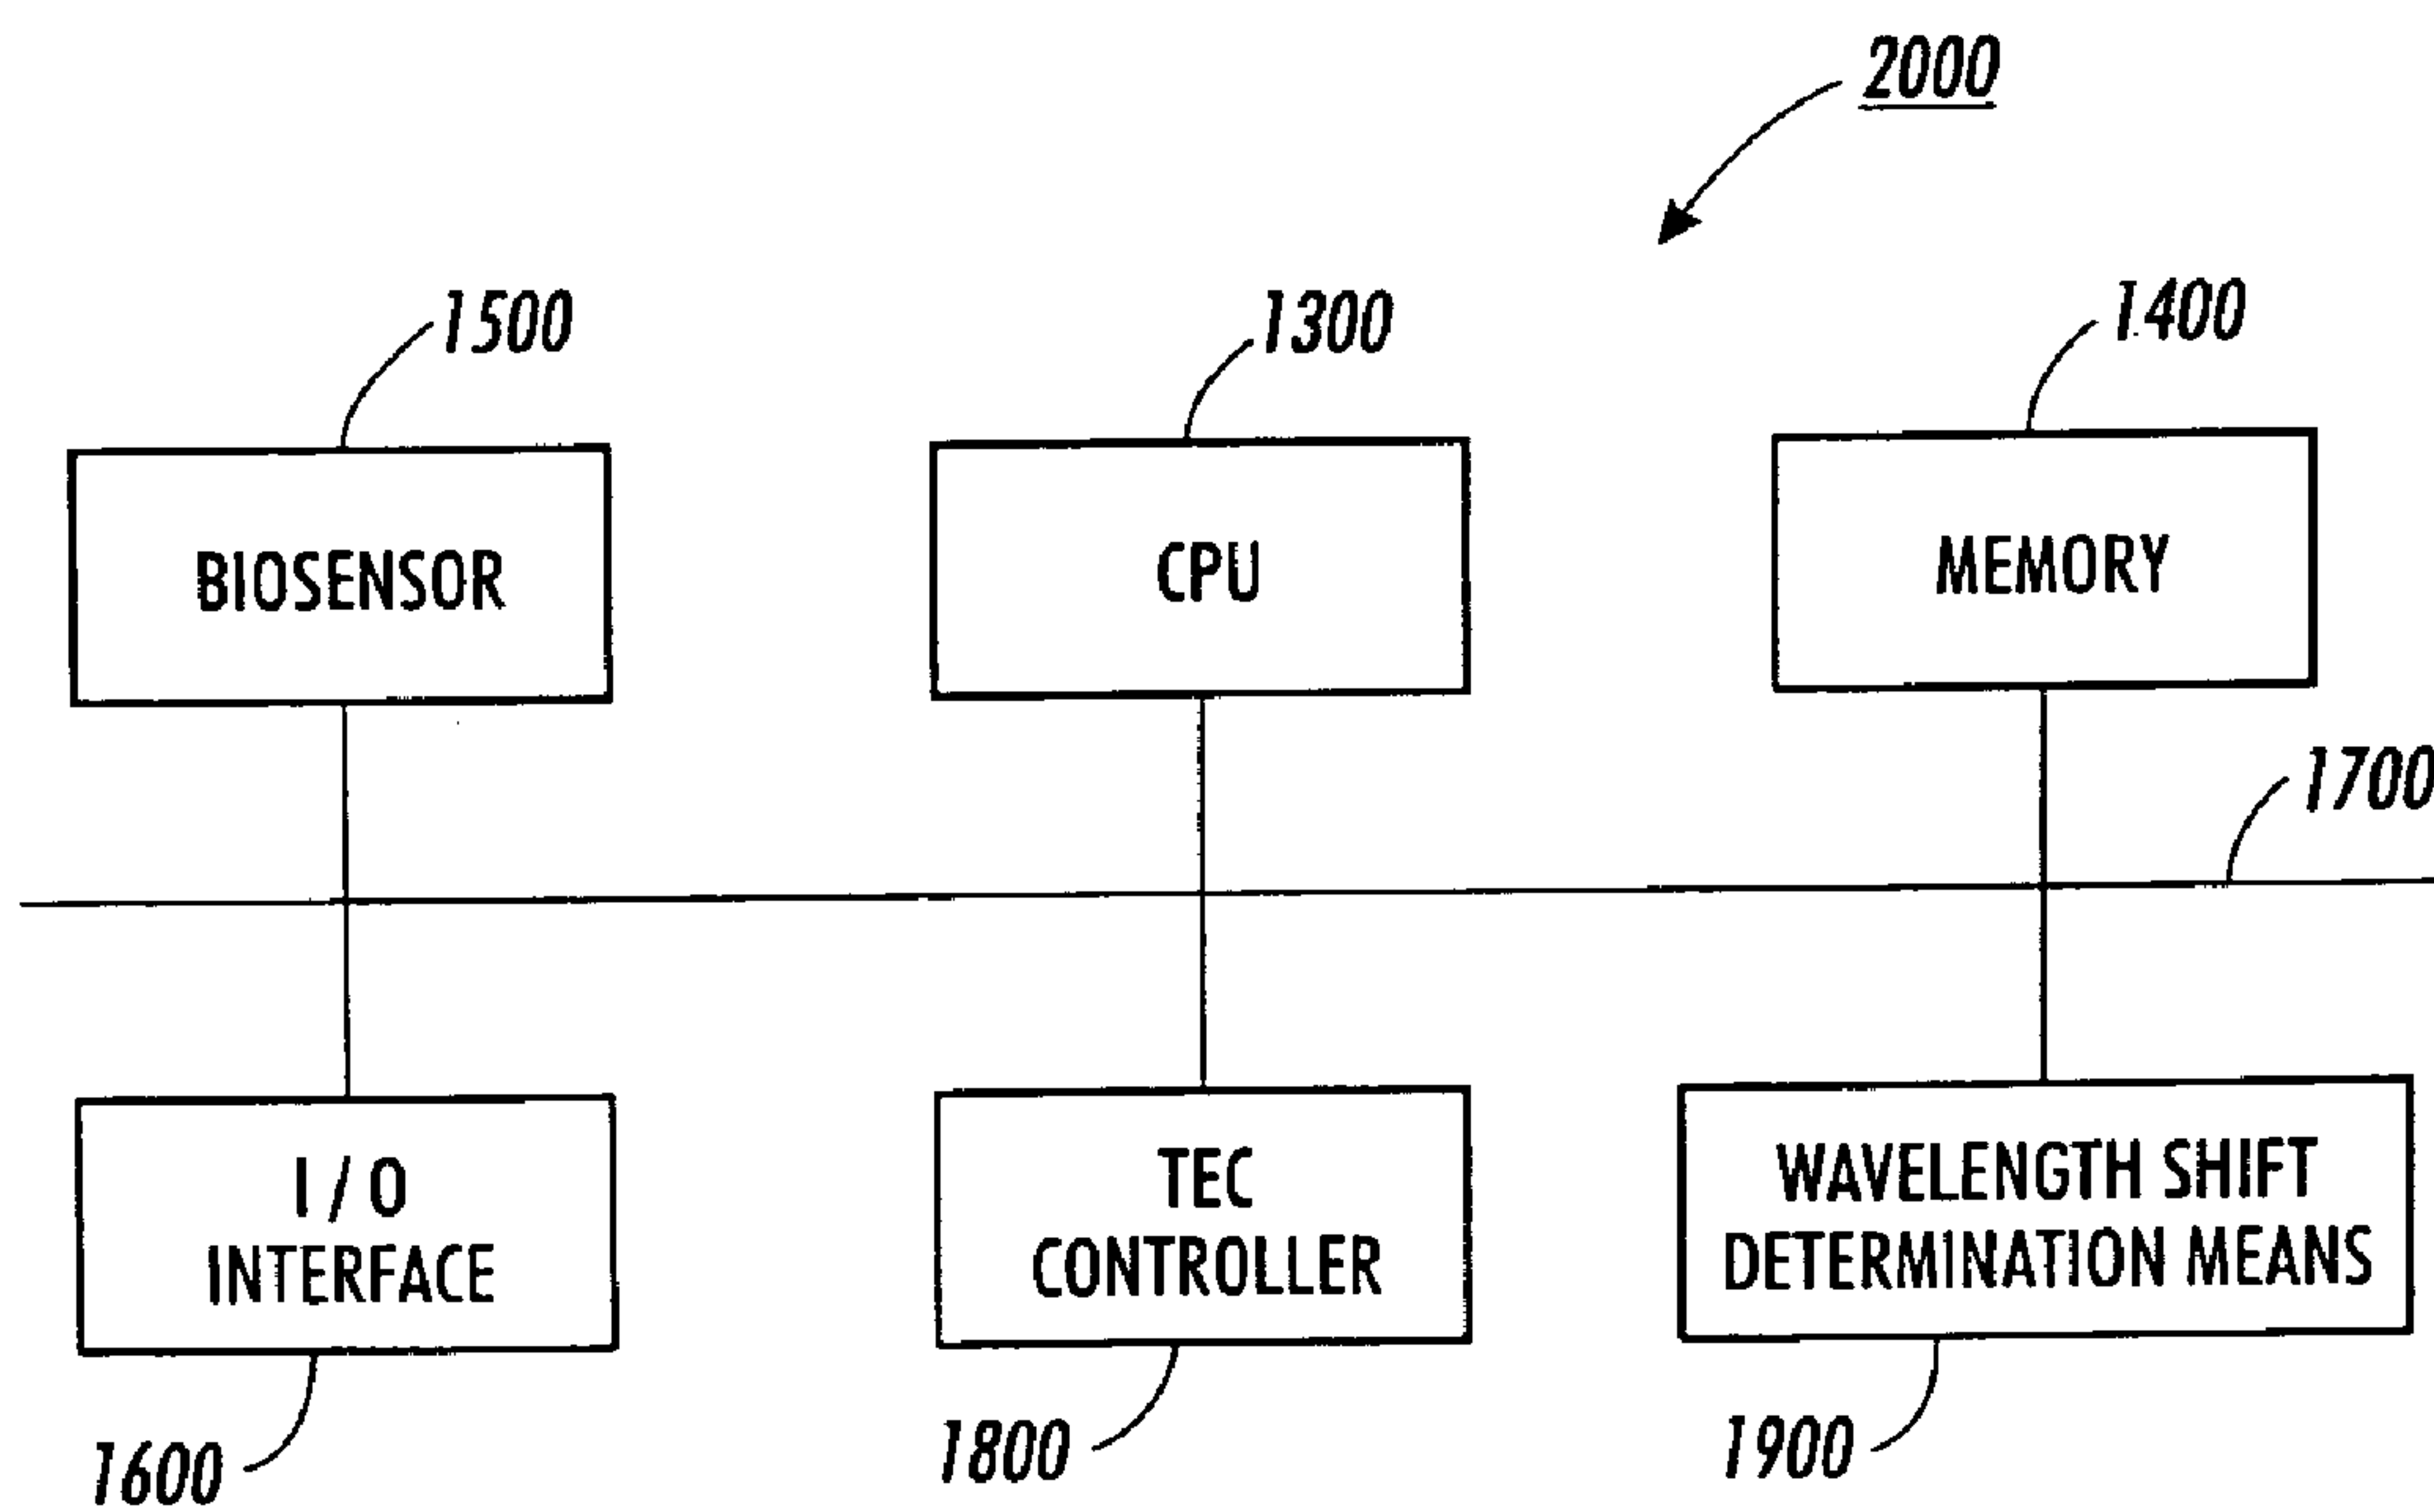 2000
1500
1300
1400
BIOSENSOR
CPU
MEMORY
1700
I/O
INTERFACE
TEC
CONTROLLER
WAVELENGTH SHIFT
DETERMINATION MEANS
1600
1800
1900